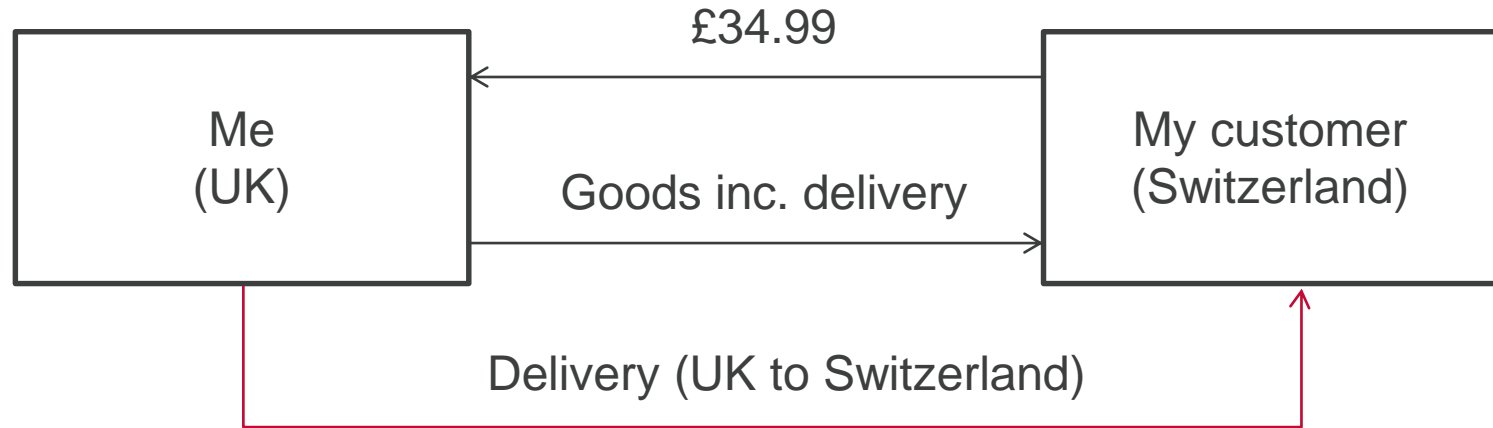 £34.99
Me
(UK)
My customer
(Switzerland)
Goods inc. delivery
Delivery (UK to Switzerland)